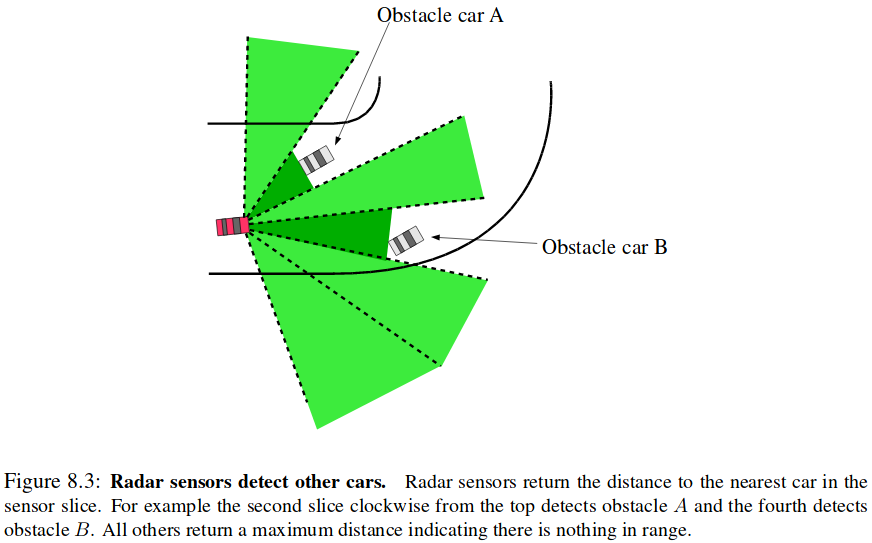 Obstacle car A
Obstacle car B
Figure 8.3: Radar sensors detect other cars. Radar sensors return the distance to the nearest car in the
sensor slice. For example the second slice clockwise from the top detects obstacle A and the fourth detects
obstacle B. All others return a maximum distance indicating there is nothing in range.